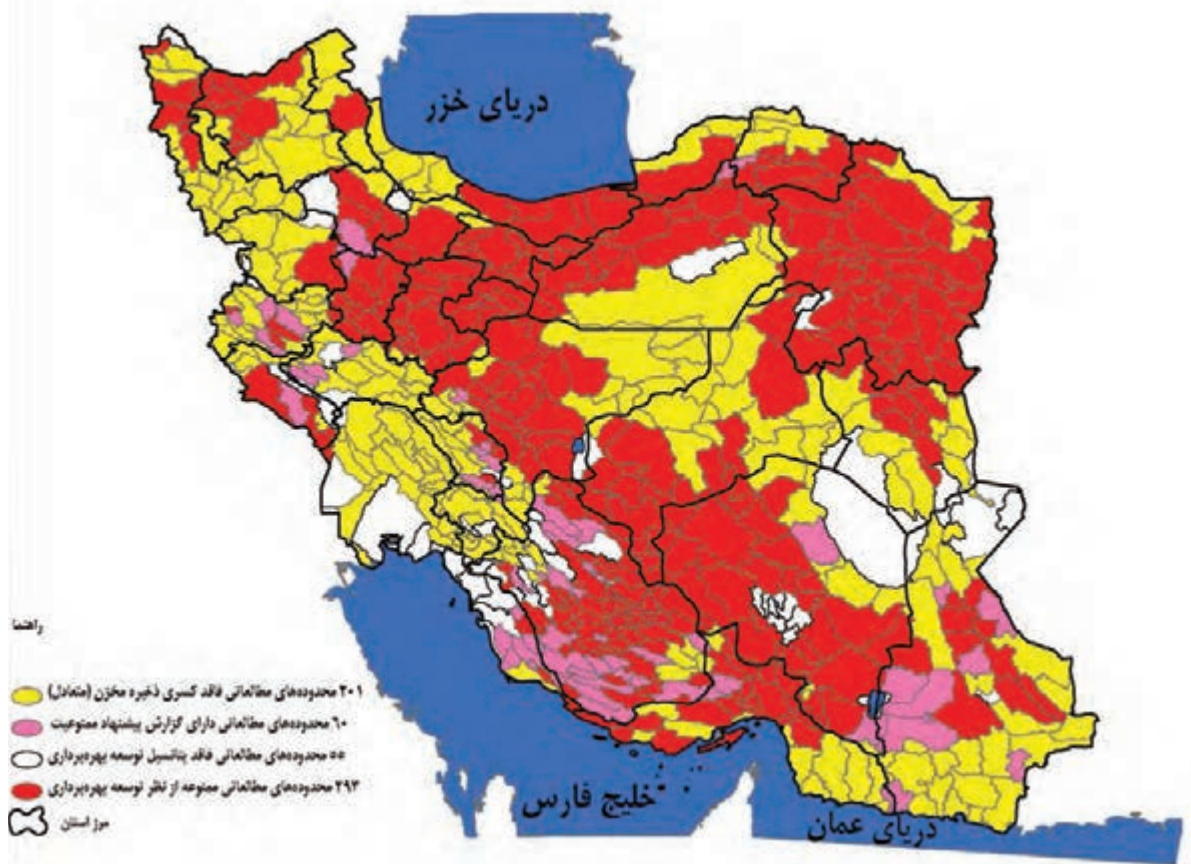 دریای خزر
راهنما
۲۰۱ محدوده‌های مطالعاتی فاقد کسری ذخیره مخزن (متعادل)
۶۰ محدوده‌های مطالعاتی دارای گزارش پیشنهاد ممنوعیت
۵۵ محدوده‌های مطالعاتی فاقد پتانسیل توسعه بهره‌برداری
۲۹۳ محدوده‌های مطالعاتی ممنوعه از نظر توسعه بهره‌برداری
مرز استان
خلیج فارس
دریای عمان